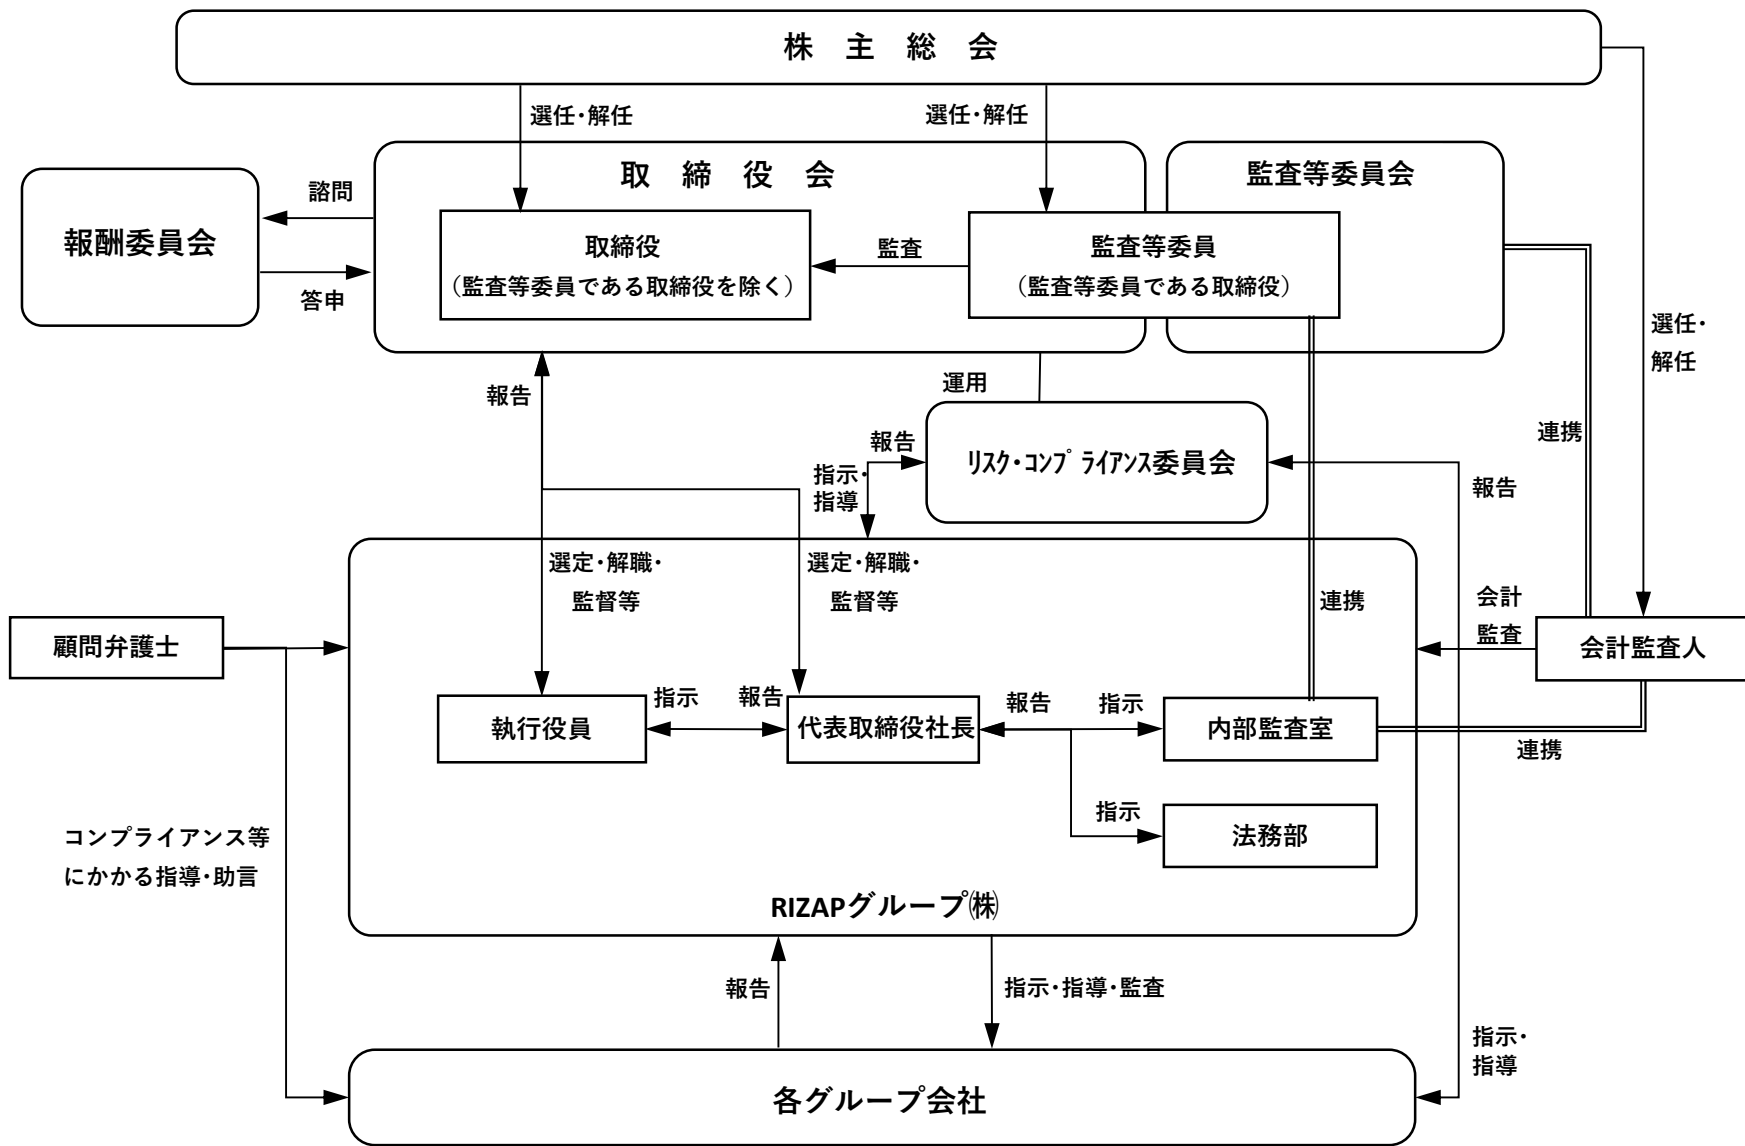 株 主 総 会
選任・解任
選任・解任
取 締 役 会
監査等委員会
諮問
報酬委員会
答申
取締役
（監査等委員である取締役を除く）
監査
監査等委員
（監査等委員である取締役）
選任・
解任
報告
運用
連携
報告
リスク・コンプライアンス委員会
指示・
指導
報告
選定・解職・
監督等
選定・解職・
監督等
連携
会計
監査
顧問弁護士
会計監査人
指示
報告
報告
指示
執行役員
代表取締役社長
内部監査室
連携
指示
法務部
コンプライアンス等
にかかる指導・助言
RIZAPグループ㈱
報告
指示・指導・監査
指示・
指導
各グループ会社